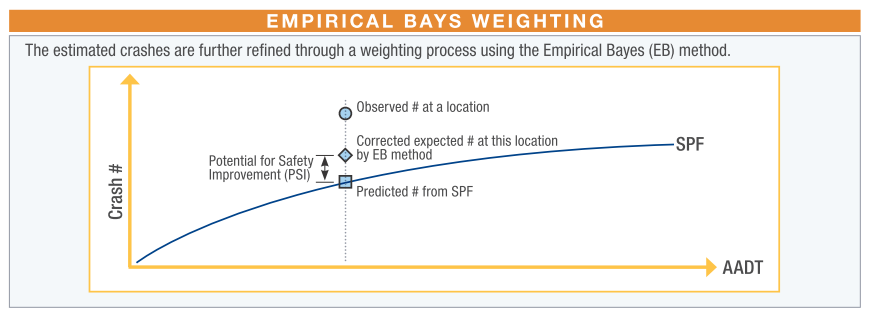 EMPIRICAL BAYS WEIGHTING
The estimated crashes are further refined through a weighting process using the Empirical Bayes (EB) method.
Observed # at a location
Corrected expected # at this location
by EB method
SPF
Potential for Safety
Improvement (PSI)
Predicted # from SPF
Crash #
AADT